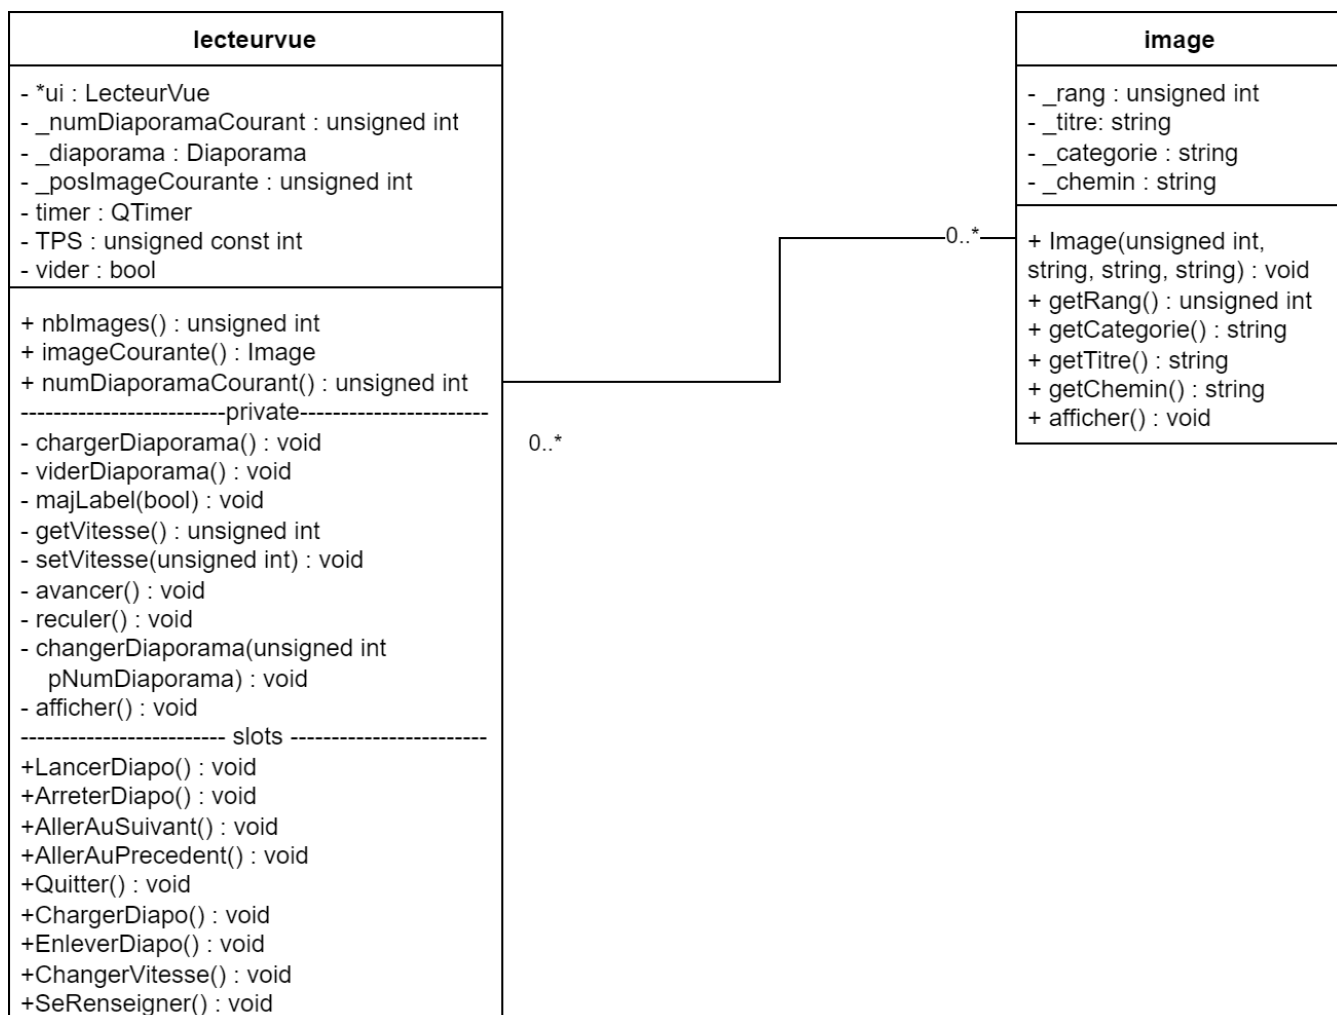 lecteurvue
- *ui : LecteurVue
- _numDiaporamaCourant : unsigned int
- _diaporama : Diaporama
- _posImageCourante : unsigned int
- timer : QTimer
- TPS : unsigned const int
- vider : bool
+ nbImages() : unsigned int
+ imageCourante() : Image
+ numDiaporamaCourant() : unsigned int
-------------------------private-----------------------
- chargerDiaporama() : void
- viderDiaporama() : void
- majLabel(bool) : void
- getVitesse() : unsigned int
- setVitesse(unsigned int) : void
- avancer() : void
- reculer() : void
- changerDiaporama(unsigned int
pNumDiaporama) : void
- afficher() : void
------------------------- slots ------------------------
+LancerDiapo() : void
+ArreterDiapo() : void
+AllerAuSuivant() : void
+AllerAuPrecedent() : void
+Quitter() : void
+ChargerDiapo() : void
+EnleverDiapo() : void
+ChangerVitesse() : void
+SeRenseigner() : void
0..*
0..*
image
- _rang : unsigned int
- _titre: string
- _categorie : string
- _chemin : string
+ Image(unsigned int,
string, string, string) : void
+ getRang() : unsigned int
+ getCategorie() : string
+ getTitre() : string
+ getChemin() : string
+ afficher() : void